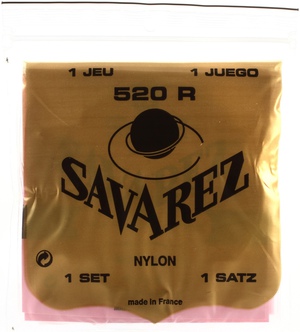 1 JEU 1 JUEGO
520 R
SAVAREZ
NYLON
1 SET 1 SATZ
made in France